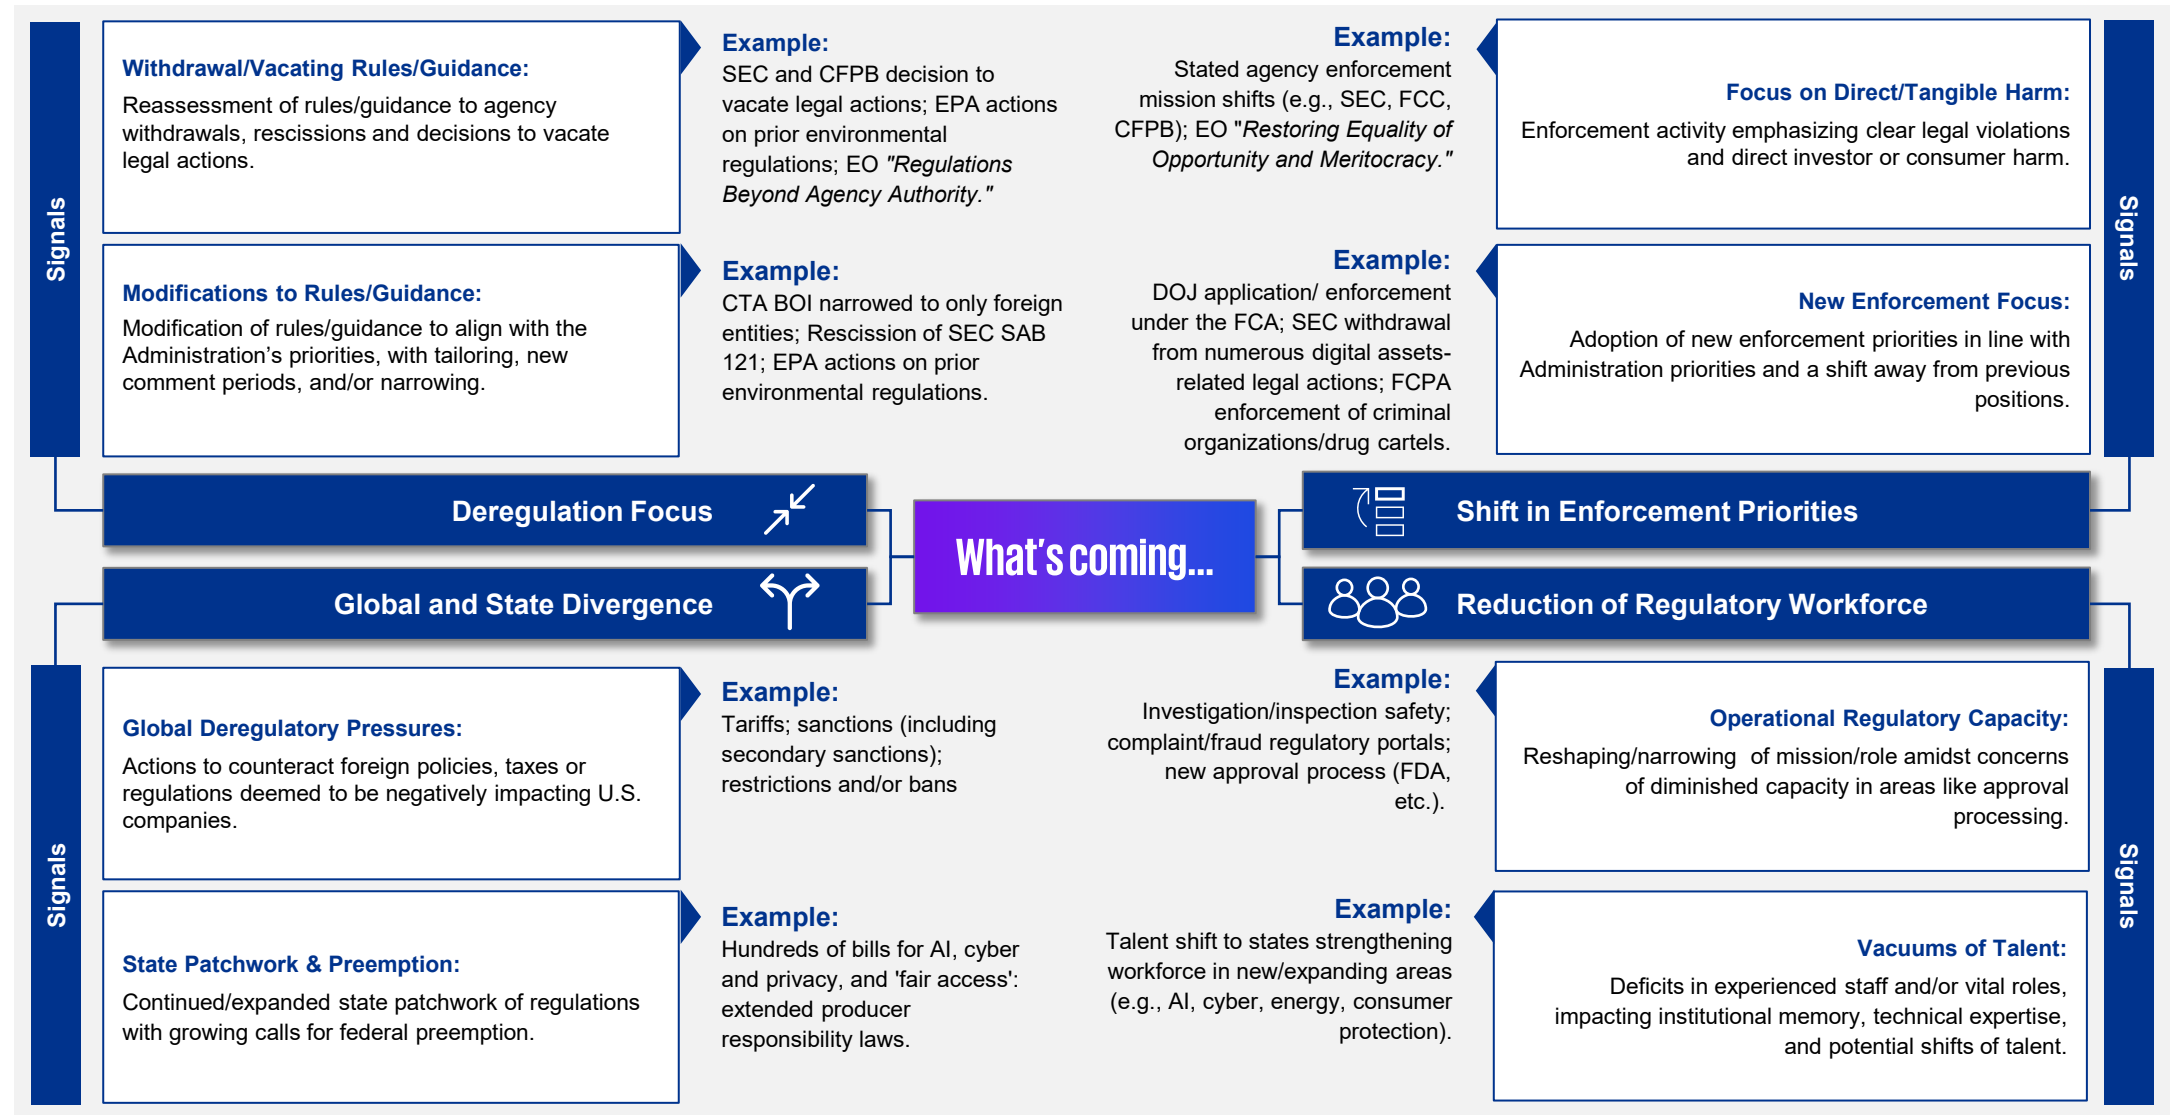 Signals
Withdrawal/Vacating Rules/Guidance:
Reassessment of rules/guidance to agency
withdrawals, rescissions and decisions to vacate
legal actions.
Example:
SEC and CFPB decision to
vacate legal actions; EPA actions
on prior environmental
regulations; EO "Regulations
Beyond Agency Authority."
Modifications to Rules/Guidance:
Modification of rules/guidance to align with the
Administration’s priorities, with tailoring, new
comment periods, and/or narrowing.
Example:
CTA BOI narrowed to only foreign
entities; Rescission of SEC SAB
121; EPA actions on prior
environmental regulations.
Example:
Stated agency enforcement
mission shifts (e.g., SEC, FCC,
CFPB); EO "Restoring Equality of
Opportunity and Meritocracy."
Focus on Direct/Tangible Harm:
Enforcement activity emphasizing clear legal violations
and direct investor or consumer harm.
Example:
DOJ application/ enforcement
under the FCA; SEC withdrawal
from numerous digital assets-
related legal actions; FCPA
enforcement of criminal
organizations/drug cartels.
New Enforcement Focus:
Adoption of new enforcement priorities in line with
Administration priorities and a shift away from previous
positions.
Signals
Deregulation Focus
Global and State Divergence
What's coming...
Shift in Enforcement Priorities
Reduction of Regulatory Workforce
Signals
Global Deregulatory Pressures:
Actions to counteract foreign policies, taxes or
regulations deemed to be negatively impacting U.S.
companies.
Example:
Tariffs; sanctions (including
secondary sanctions);
restrictions and/or bans
State Patchwork & Preemption:
Continued/expanded state patchwork of regulations
with growing calls for federal preemption.
Example:
Hundreds of bills for AI, cyber
and privacy, and 'fair access':
extended producer
responsibility laws.
Example:
Investigation/inspection safety;
complaint/fraud regulatory portals;
new approval process (FDA,
etc.).
Operational Regulatory Capacity:
Reshaping/narrowing of mission/role amidst concerns
of diminished capacity in areas like approval
processing.
Example:
Talent shift to states strengthening
workforce in new/expanding areas
(e.g., AI, cyber, energy, consumer
protection).
Vacuums of Talent:
Deficits in experienced staff and/or vital roles,
impacting institutional memory, technical expertise,
and potential shifts of talent.
Signals